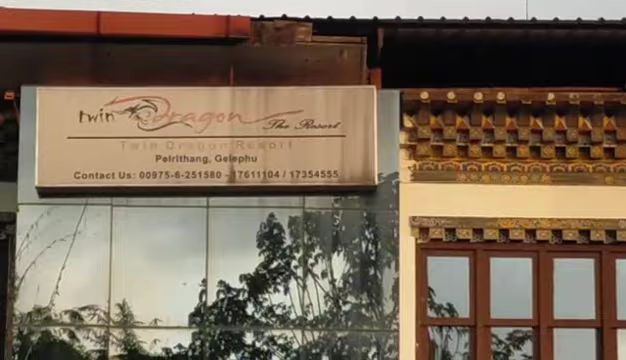 twin Dragon The Resort
Twin Dragon Resort
Pelrithang, Gelephu
Contact Us: 00975-6-251580 - 17611104 / 17354555